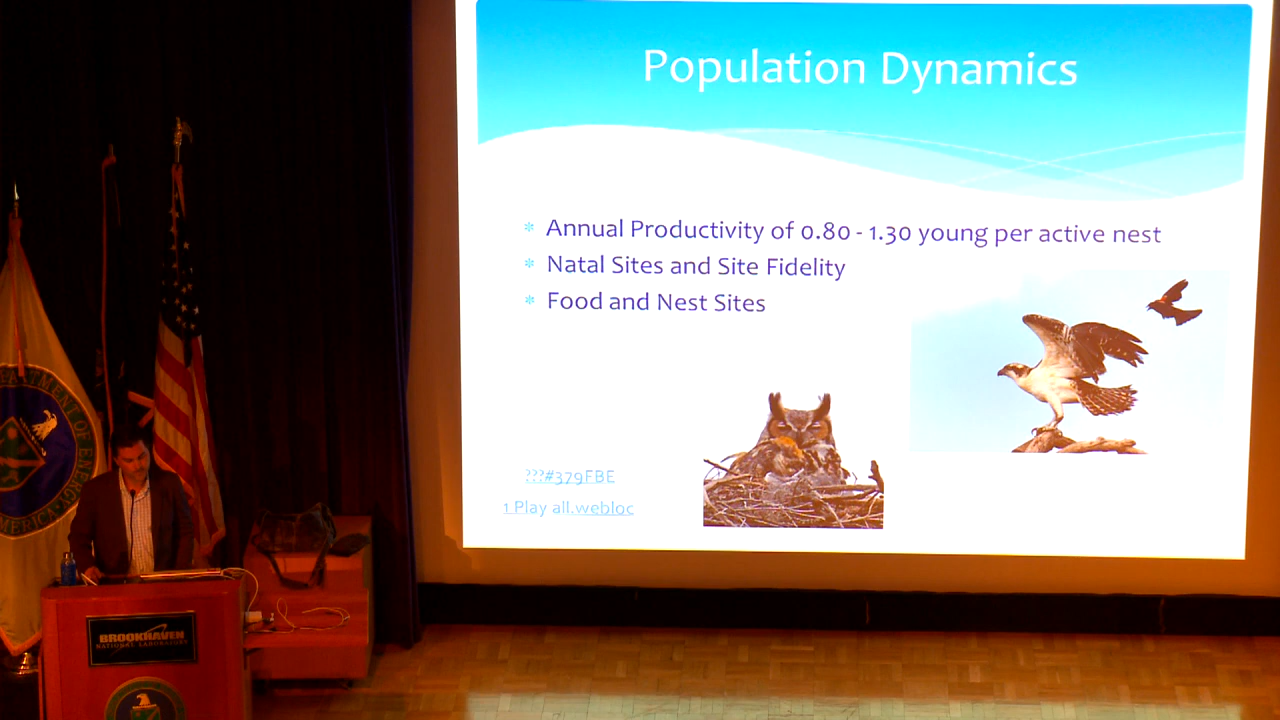 Population Dynamics
* Annual Productivity of 0.80 - 1.30 young per active nest
* Natal Sites and Site Fidelity
* Food and Nest Sites
???#379FBE
1 Play all.webloc
BROOKHAVEN
NATIONAL LABORATORY